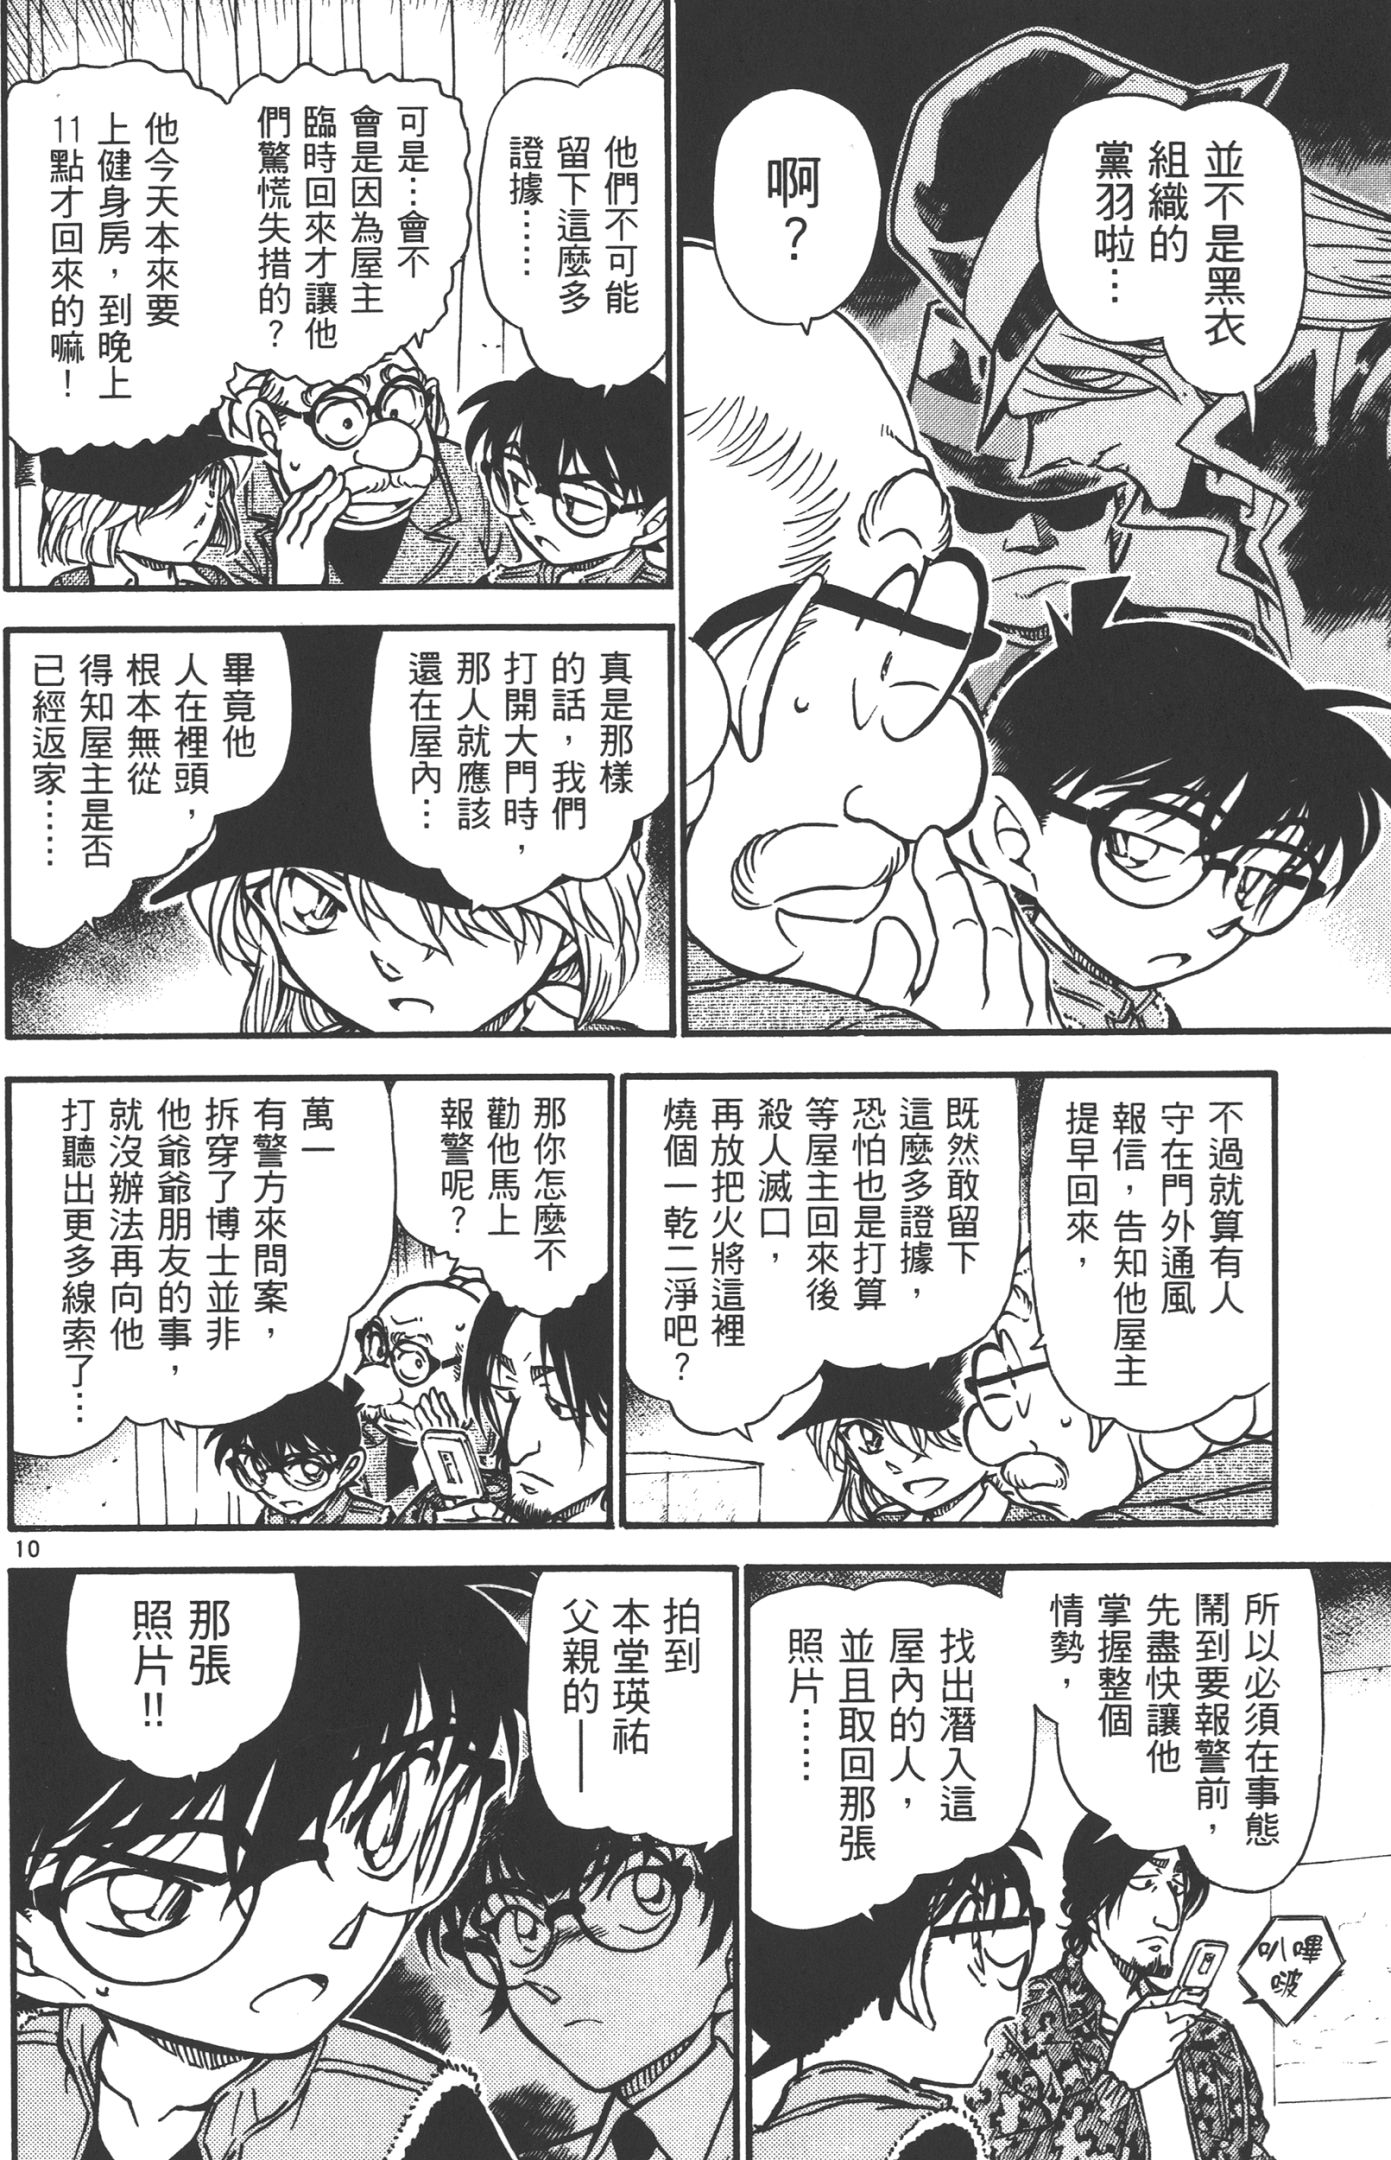 並不是黑衣
組織的
黨羽啦…
啊？
他們不可能
留下這麼多
證據……
可是…會不
會是因為屋主
臨時回來才讓他
們驚慌失措的？
他今天本來要
上健身房，到晚上
11點才回來的嘛！
真是那樣
的話，我們
打開大門時，
那人就應該
還在屋內…
畢竟他
人在裡頭，
根本無從
得知屋主是否
已經返家……
不過就算有人
守在門外通風
報信，告知他屋主
提早回來，
既然敢留下
這麼多證據，
恐怕也是打算
等屋主回來後
殺人滅口，
再放把火將這裡
燒個一乾二淨吧？
那你怎麼不
勸他馬上
報警呢？
萬一
有警方來問案，
拆穿了博士並非
他爺爺朋友的事，
就沒辦法再向他
打聽出更多線索了…
10
所以必須在事態
鬧到要報警前，
先盡快讓他
掌握整個
情勢，
找出潛入這
屋內的人，
並且取回那張
照片……
嗶啵
叭
拍到
本堂瑛祐
父親的——
那張
照片!!